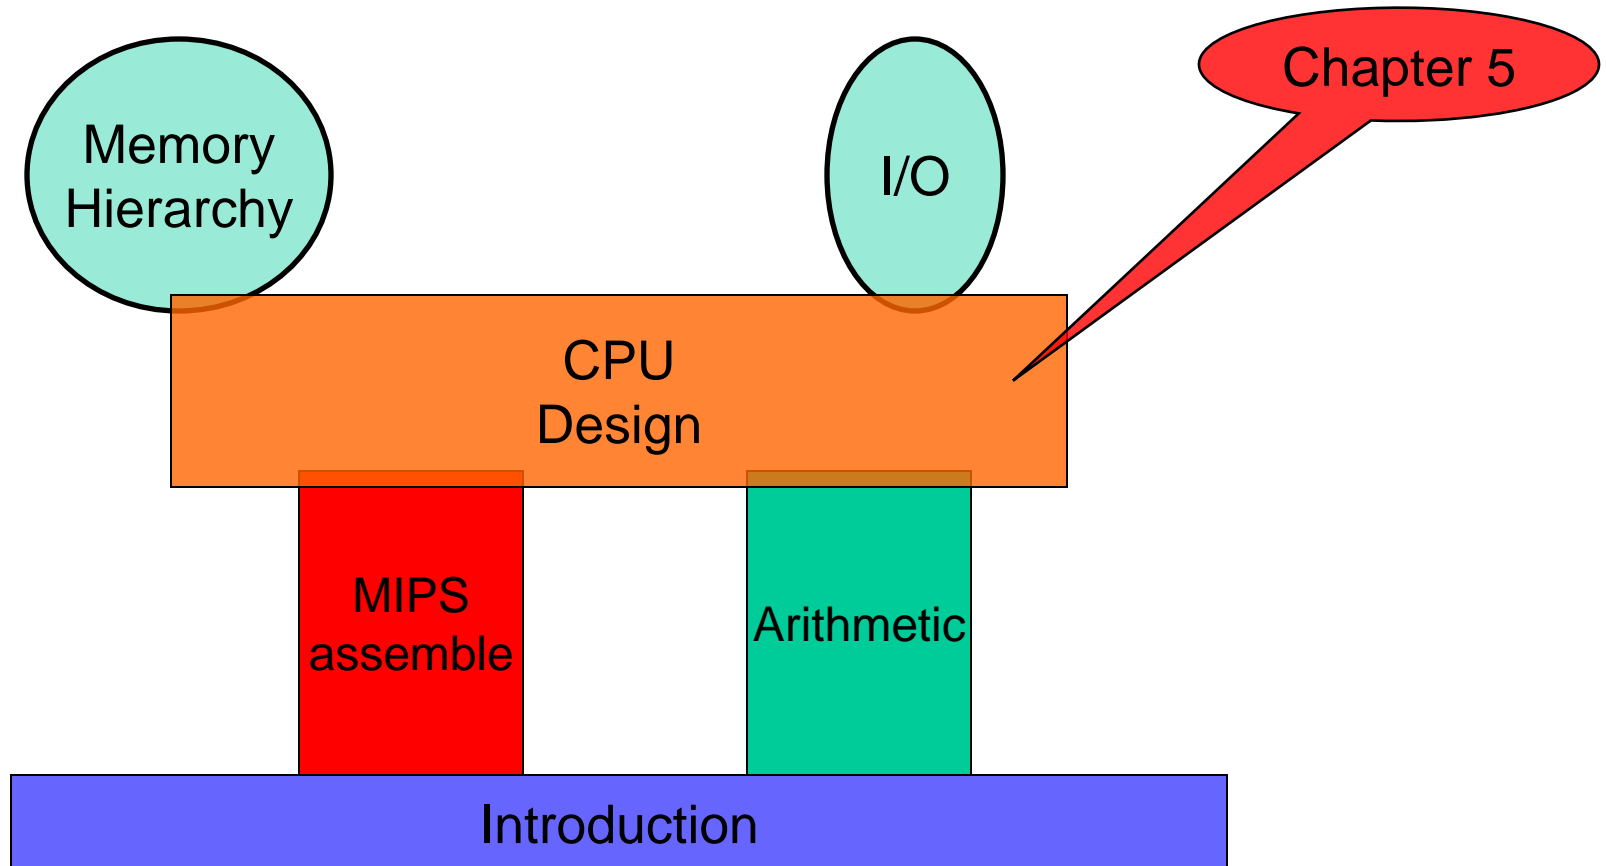 Chapter 5
Memory
Hierarchy
I/O
CPU
Design
MIPS
assemble
Arithmetic
Introduction